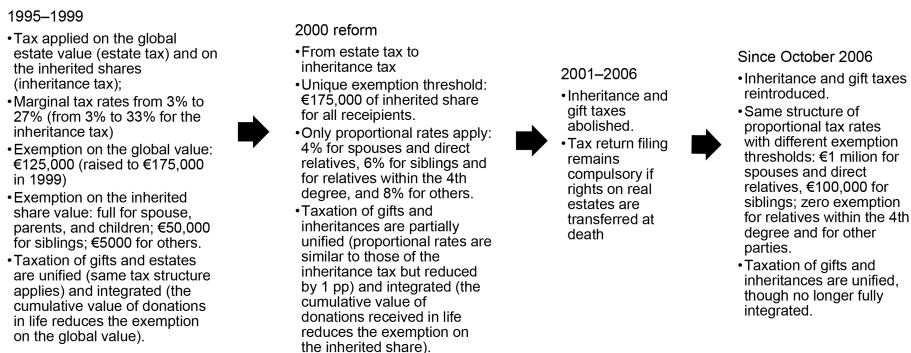 1995–1999
•Tax applied on the global
estate value (estate tax) and on
the inherited shares
(inheritance tax);
•Marginal tax rates from 3% to
27% (from 3% to 33% for the
inheritance tax)
•Exemption on the global value:
€125,000 (raised to €175,000
in 1999)
•Exemption on the inherited
share value: full for spouse,
parents, and children; €50,000
for siblings; €5000 for others.
•Taxation of gifts and estates
are unified (same tax structure
applies) and integrated (the
cumulative value of donations
in life reduces the exemption
on the global value).
2000 reform
•From estate tax to
inheritance tax
•Unique exemption threshold:
€175,000 of inherited share
for all receipients.
•Only proportional rates apply:
4% for spouses and direct
relatives, 6% for siblings and
for relatives within the 4th
degree, and 8% for others.
•Taxation of gifts and
inheritances are partially
unified (proportional rates are
similar to those of the
inheritance tax but reduced
by 1 pp) and integrated (the
cumulative value of
donations received in life
reduces the exemption on
the inherited share).
2001–2006
•Inheritance and
gift taxes
abolished.
•Tax return filing
remains
compulsory if
rights on real
estates are
transferred at
death
Since October 2006
•Inheritance and gift taxes
reintroduced.
•Same structure of
proportional tax rates
with different exemption
thresholds: €1 milion for
spouses and direct
relatives, €100,000 for
siblings; zero exemption
for relatives within the 4th
degree and for other
parties.
•Taxation of gifts and
inheritances are unified,
though no longer fully
integrated.